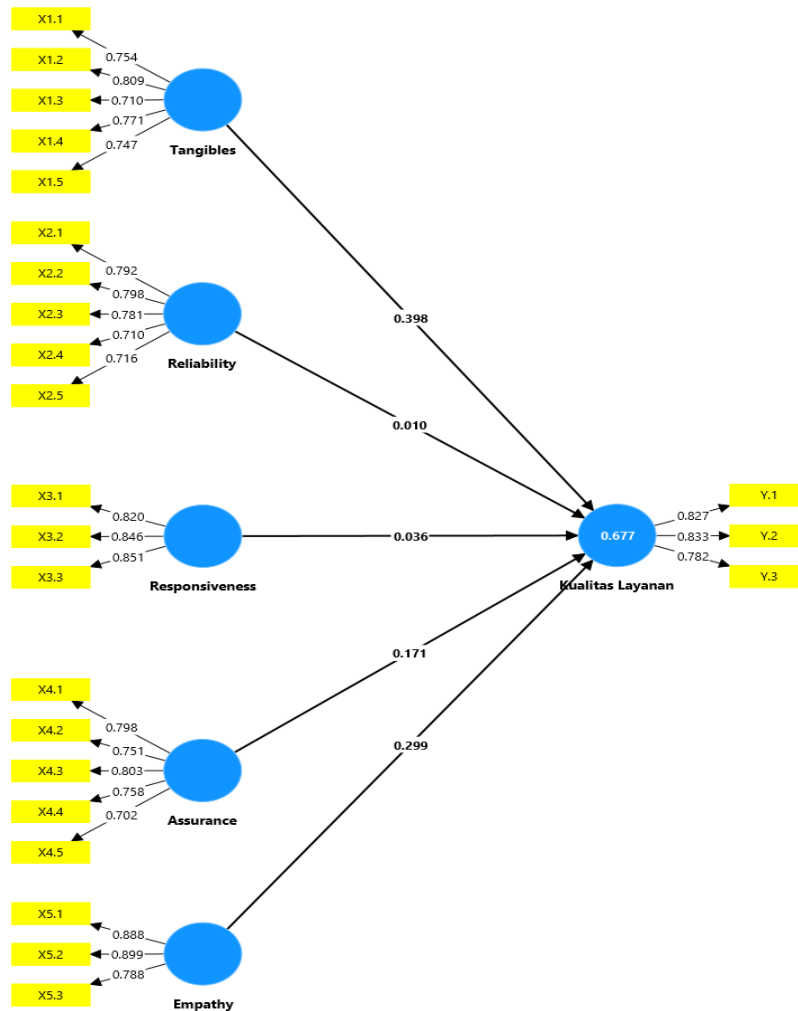 X1.1
0.754
X1.2
0.809
X1.3
0.710
X1.4
0.771
X1.5
0.747
Tangibles
X2.1
0.792
X2.2
0.798
X2.3
0.781
X2.4
0.710
X2.5
0.716
Reliability
X3.1
0.820
X3.2
0.846
X3.3
0.851
Responsiveness
X4.1
0.798
X4.2
0.751
X4.3
0.803
X4.4
0.758
X4.5
0.702
Assurance
X5.1
0.888
X5.2
0.899
X5.3
0.788
Empathy
0.398
0.010
0.036
0.171
0.299
0.677
Kualitas Layanan
Y.1
0.827
Y.2
0.833
Y.3
0.782